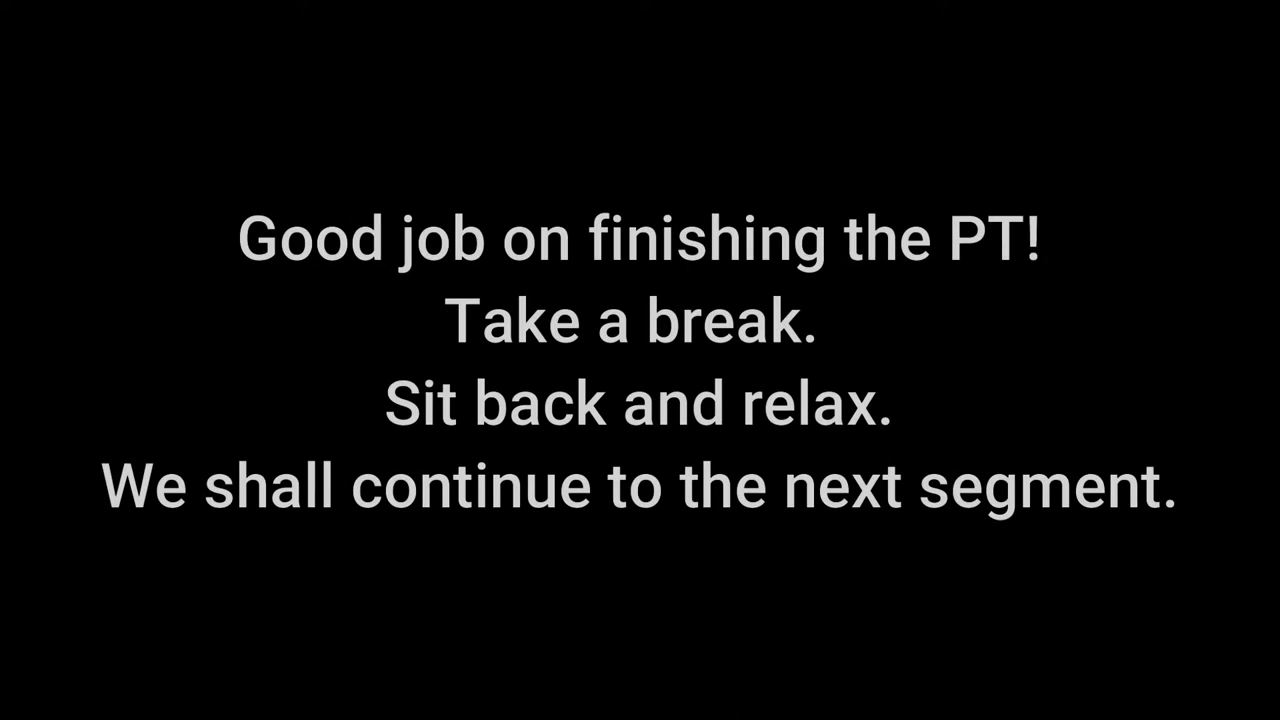 Good job on finishing the PT!
Take a break.
Sit back and relax.
We shall continue to the next segment.